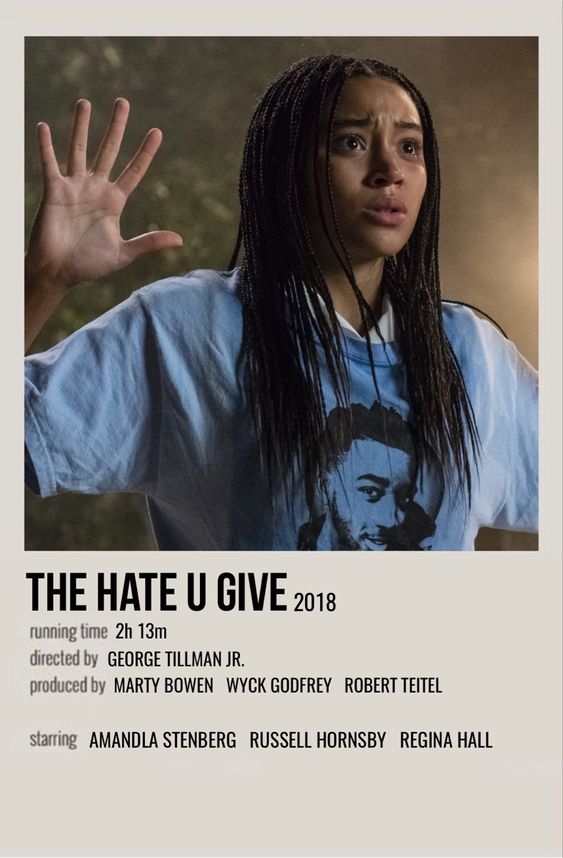 THE HATE U GIVE 2018
running time 2h 13m
directed by GEORGE TILLMAN JR.
produced by MARTY BOWEN WYCK GODFREY ROBERT TEITEL
starring AMANDLA STENBERG RUSSELL HORNSBY REGINA HALL